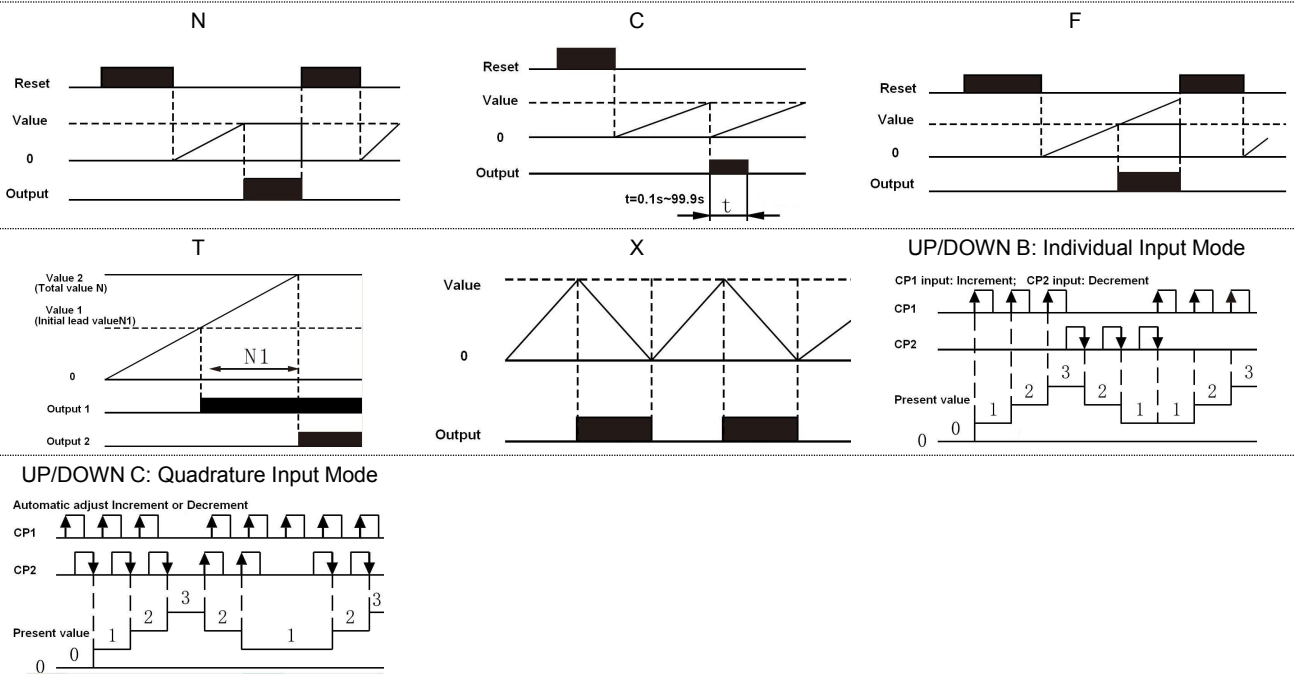 N
Reset
Value
0
Output
C
Reset
Value
0
Output
t=0.1s~99.9s
t
F
Reset
Value
0
Output
T
Value 2
(Total value N)
Value 1
(Initial lead valueN1)
N1
0
Output 1
Output 2
X
Value
0
Output
UP/DOWN B: Individual Input Mode
CP1 input: Increment; CP2 input: Decrement
CP1
CP2
Present value
0
0
1
2
3
2
1
1
2
3
UP/DOWN C: Quadrature Input Mode
Automatic adjust Increment or Decrement
CP1
CP2
Present value
0
0
1
2
3
2
1
2
3